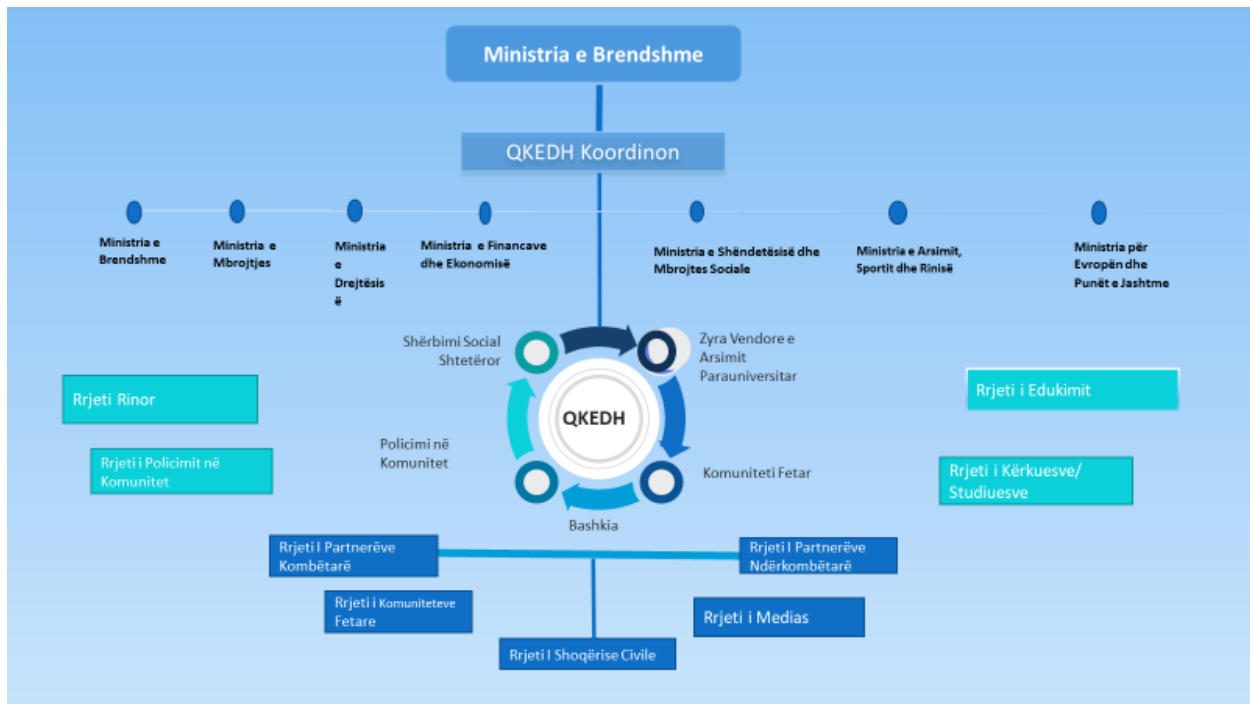 Ministria e Brendshme
QKEDH Koordinon
Ministria e
Brendshme
Ministria e
Mbrojtjes
Ministria
e
Drejtësis
ë
Ministria e Financave
dhe Ekonomisë
Ministria e Shëndetësisë dhe
Mbrojtes Sociale
Ministria e Arsimit,
Sportit dhe Rinisë
Ministria për
Evropën dhe
Punët e Jashtme
Shërbimi Social
Shtetëror
Zyra Vendore e
Arsimit
Parauniversitar
Rrjeti Rinor
Rrjeti i Edukimit
QKEDH
Policimi në
Komunitet
Komuniteti Fetar
Rrjeti i Policimit në
Komunitet
Rrjeti i Kërkuesve/
Studiuesve
Bashkia
Rrjeti I Partnerëve
Kombëtarë
Rrjeti I Partnerëve
Ndërkombëtarë
Rrjeti i Komuniteteve
Fetare
Rrjeti i Medias
Rrjeti I Shoqërise Civile